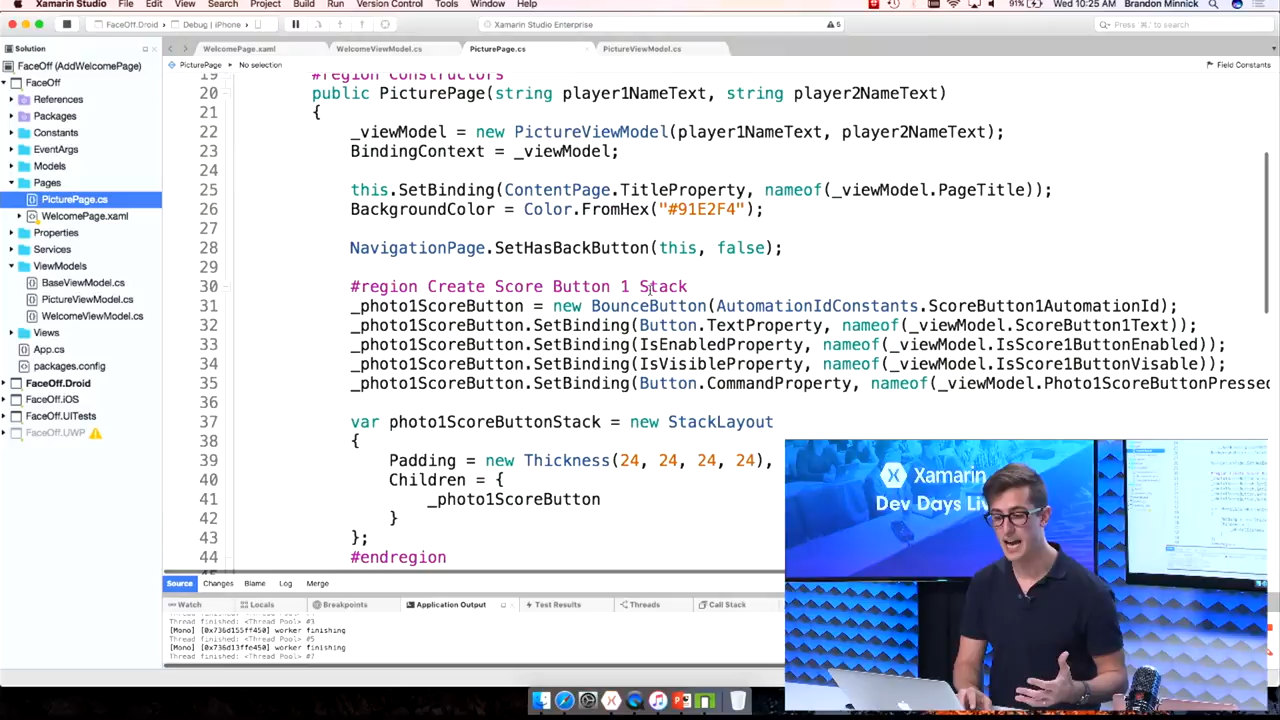 Xamarin Studio File Edit View Search Project Build Run Version Control Tools Window Help
91% Wed 10:25 AM Brandon Minnick
FaceOff.Droid Debug | iPhone Xamarin Studio Enterprise 5 Press ⌘. to search
Solution
WelcomePage.xaml WelcomeViewModel.cs PicturePage.cs PictureViewModel.cs
PicturePage No selection Field Constants
FaceOff (AddWelcomePage)
FaceOff
References
Packages
Constants
EventArgs
Models
Pages
PicturePage.cs
WelcomePage.xaml
Properties
Services
ViewModels
BaseViewModel.cs
PictureViewModel.cs
WelcomeViewModel.cs
Views
App.cs
packages.config
FaceOff.Droid
FaceOff.iOS
FaceOff.UITests
FaceOff.UWP
19 #region Constructors
20 public PicturePage(string player1NameText, string player2NameText)
21 {
22 _viewModel = new PictureViewModel(player1NameText, player2NameText);
23 BindingContext = _viewModel;
24
25 this.SetBinding(ContentPage.TitleProperty, nameof(_viewModel.PageTitle));
26 BackgroundColor = Color.FromHex("#91E2F4");
27
28 NavigationPage.SetHasBackButton(this, false);
29
30 #region Create Score Button 1 Stack
31 _photo1ScoreButton = new BounceButton(AutomationIdConstants.ScoreButton1AutomationId);
32 _photo1ScoreButton.SetBinding(Button.TextProperty, nameof(_viewModel.ScoreButton1Text));
33 _photo1ScoreButton.SetBinding(IsEnabledProperty, nameof(_viewModel.IsScore1ButtonEnabled));
34 _photo1ScoreButton.SetBinding(IsVisibleProperty, nameof(_viewModel.IsScore1ButtonVisable));
35 _photo1ScoreButton.SetBinding(Button.CommandProperty, nameof(_viewModel.Photo1ScoreButtonPressed
36
37 var photo1ScoreButtonStack = new StackLayout
38 {
39 Padding = new Thickness(24, 24, 24, 24),
40 Children = {
41 _photo1ScoreButton
42 }
43 };
44 #endregion
Source Changes Blame Log Merge
Watch Locals Breakpoints Application Output Test Results Threads Call Stack
Thread finished: <Thread Pool> #3
[Mono] [0x736d155ff450] worker finishing
Thread finished: <Thread Pool> #5
[Mono] [0x736d13ffe450] worker finishing
Thread finished: <Thread Pool> #7
Xamarin
Dev Days Liv